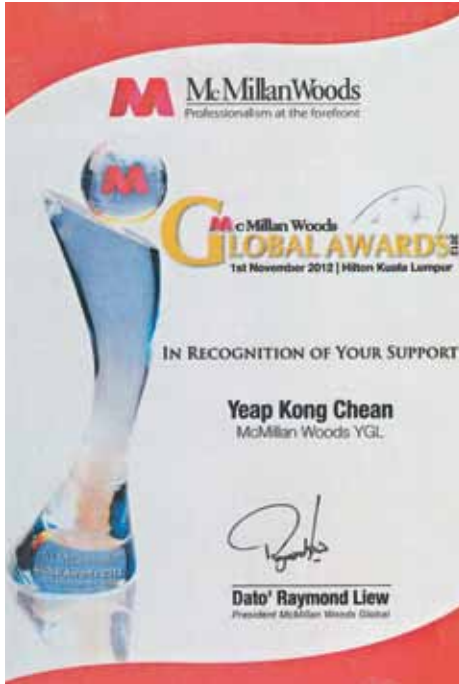 M McMillanWoods
Professionalism at the forefront
M
McMillan Woods
GLOBAL AWARDS 2012
1st November 2012 | Hilton Kuala Lumpur
IN RECOGNITION OF YOUR SUPPORT
Yeap Kong Chean
McMillan Woods YGL
Dato' Raymond Liew
President McMillan Woods Global